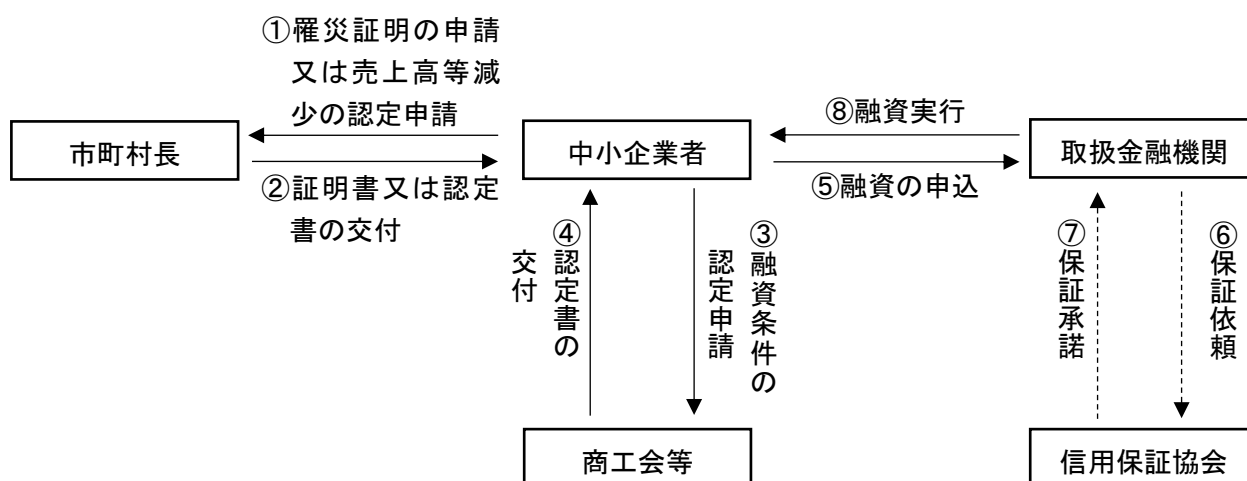 ①罹災証明の申請
又は売上高等減
少の認定申請
市町村長
②証明書又は認定
書の交付
中小企業者
⑧融資実行
⑤融資の申込
取扱金融機関
③融資条件の
認定申請
④認定書の
交付
⑥保証依頼
⑦保証承諾
商工会等
信用保証協会